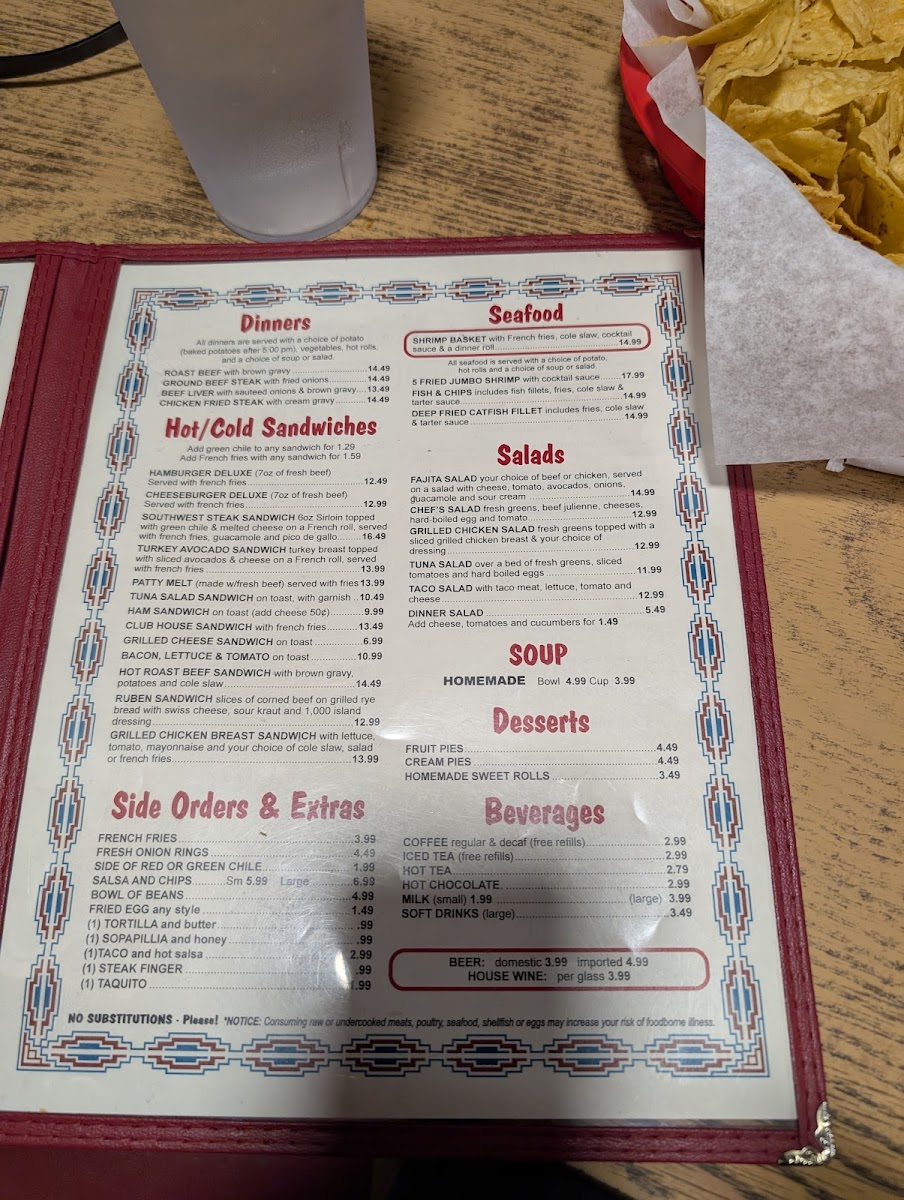 Dinners
All dinners are served with a choice of potato
(baked potatoes after 5:00 pm), vegetables, hot rolls,
and a choice of soup or salad.
ROAST BEEF with brown gravy 14.49
GROUND BEEF STEAK with fried onions 14.49
BEEF LIVER with sauteed onions & brown gravy 13.49
CHICKEN FRIED STEAK with cream gravy 14.49
Hot/Cold Sandwiches
Add green chile to any sandwich for 1.29
Add French fries with any sandwich for 1.59
HAMBURGER DELUXE (7oz of fresh beef)
Served with french fries 12.49
CHEESEBURGER DELUXE (7oz of fresh beef)
Served with french fries 12.99
SOUTHWEST STEAK SANDWICH 6oz Sirloin topped
with green chile & melted cheese on a French roll, served
with french fries, guacamole and pico de gallo 16.49
TURKEY AVOCADO SANDWICH turkey breast topped
with sliced avocados & cheese on a French roll, served
with french fries 13.99
PATTY MELT (made w/fresh beef) served with fries 13.99
TUNA SALAD SANDWICH on toast, with garnish 10.49
HAM SANDWICH on toast (add cheese 50¢) 9.99
CLUB HOUSE SANDWICH with french fries 13.49
GRILLED CHEESE SANDWICH on toast 6.99
BACON, LETTUCE & TOMATO on toast 10.99
HOT ROAST BEEF SANDWICH with brown gravy,
potatoes and cole slaw 14.49
RUBEN SANDWICH slices of corned beef on grilled rye
bread with swiss cheese, sour kraut and 1,000 island
dressing 12.99
GRILLED CHICKEN BREAST SANDWICH with lettuce,
tomato, mayonnaise and your choice of cole slaw, salad
or french fries 13.99
Side Orders & Extras
FRENCH FRIES 3.99
FRESH ONION RINGS 4.49
SIDE OF RED OR GREEN CHILE 1.99
SALSA AND CHIPS Sm 5.99 Large 6.99
BOWL OF BEANS 4.99
FRIED EGG any style 1.49
(1) TORTILLA and butter .99
(1) SOPAPILLIA and honey .99
(1)TACO and hot salsa 2.99
(1) STEAK FINGER .99
(1) TAQUITO 1.99
Seafood
SHRIMP BASKET with French fries, cole slaw, cocktail
sauce & a dinner roll 14.99
All seafood is served with a choice of potato,
hot rolls and a choice of soup or salad.
5 FRIED JUMBO SHRIMP with cocktail sauce 17.99
FISH & CHIPS includes fish fillets, fries, cole slaw &
tarter sauce 14.99
DEEP FRIED CATFISH FILLET includes fries, cole slaw
& tarter sauce 14.99
Salads
FAJITA SALAD your choice of beef or chicken, served
on a salad with cheese, tomato, avocados, onions,
guacamole and sour cream 14.99
CHEF'S SALAD fresh greens, beef julienne, cheeses,
hard-boiled egg and tomato 12.99
GRILLED CHICKEN SALAD fresh greens topped with a
sliced grilled chicken breast & your choice of
dressing 12.99
TUNA SALAD over a bed of fresh greens, sliced
tomatoes and hard boiled eggs 11.99
TACO SALAD with taco meat, lettuce, tomato and
cheese 12.99
DINNER SALAD 5.49
Add cheese, tomatoes and cucumbers for 1.49
SOUP
HOMEMADE Bowl 4.99 Cup 3.99
Desserts
FRUIT PIES 4.49
CREAM PIES 4.49
HOMEMADE SWEET ROLLS 3.49
Beverages
COFFEE regular & decaf (free refills) 2.99
ICED TEA (free refills) 2.99
HOT TEA 2.79
HOT CHOCOLATE 2.99
MILK (small) 1.99 (large) 3.99
SOFT DRINKS (large) 3.49
BEER: domestic 3.99 imported 4.99
HOUSE WINE: per glass 3.99
NO SUBSTITUTIONS - Please! *NOTICE: Consuming raw or undercooked meats, poultry, seafood, shellfish or eggs may increase your risk of foodborne illness.